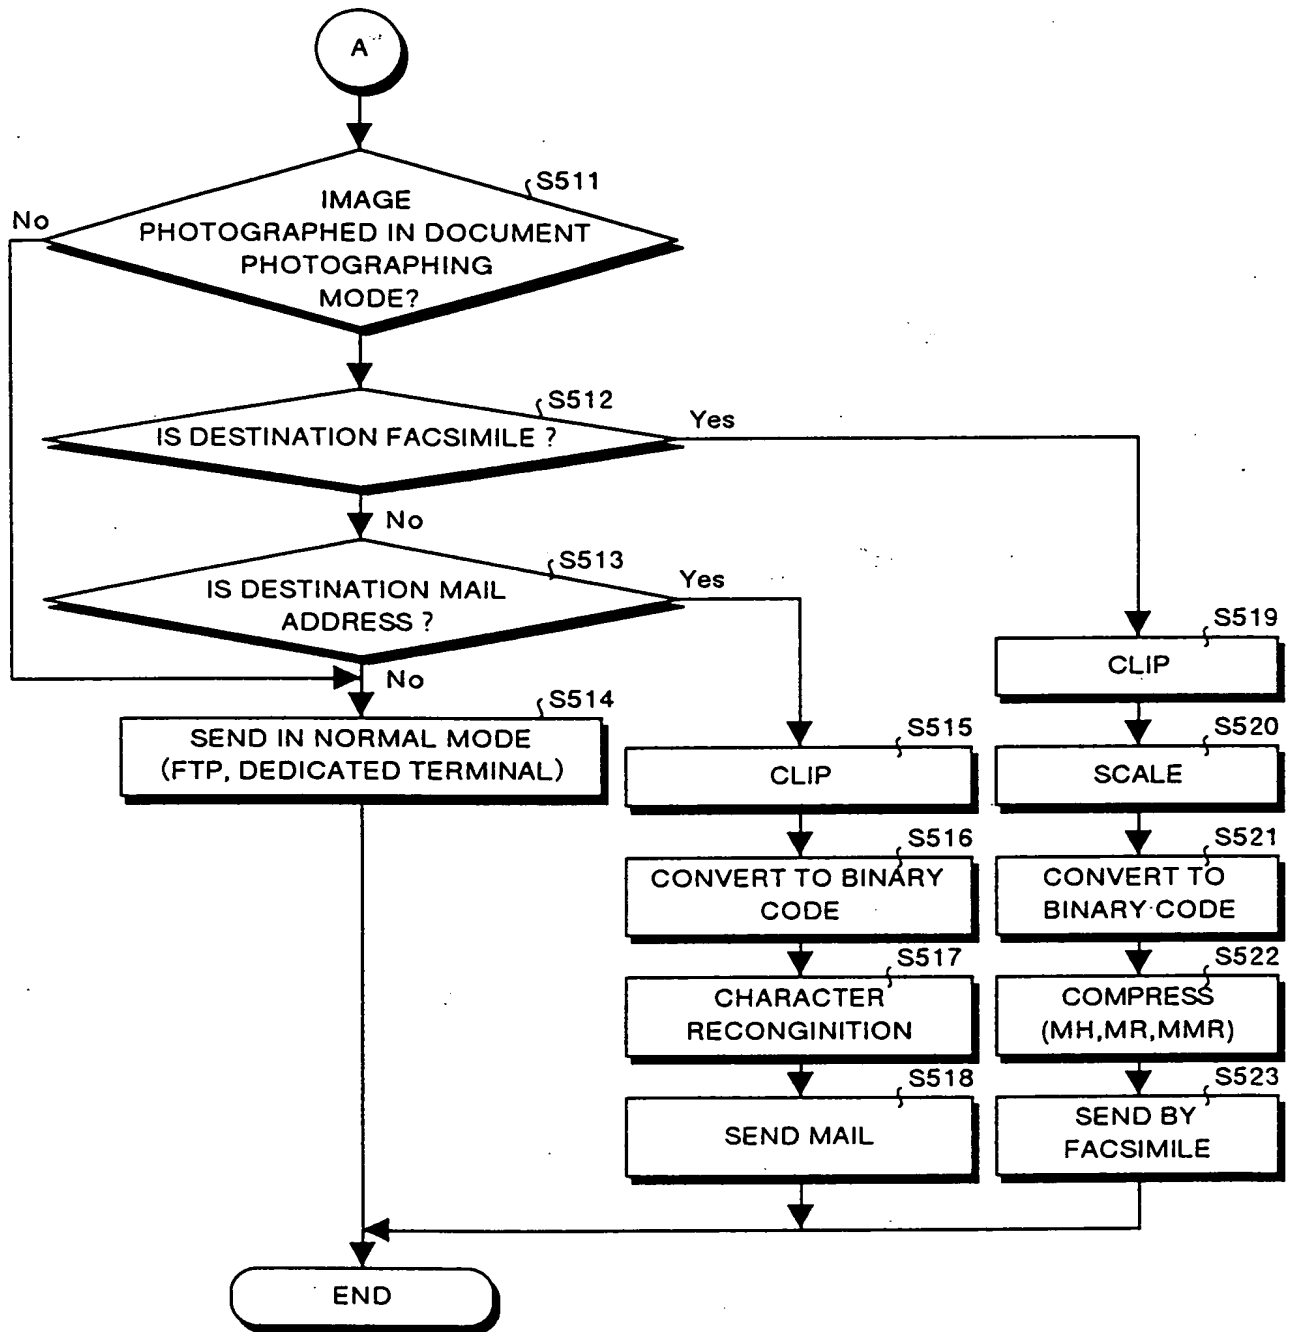 A
S511
IMAGE
PHOTOGRAPHED IN DOCUMENT
PHOTOGRAPHING
MODE?
No
S512
IS DESTINATION FACSIMILE ?
Yes
No
S513
IS DESTINATION MAIL
ADDRESS ?
Yes
No
S514
SEND IN NORMAL MODE
(FTP, DEDICATED TERMINAL)
S515
CLIP
S516
CONVERT TO BINARY
CODE
S517
CHARACTER
RECONGINITION
S518
SEND MAIL
S519
CLIP
S520
SCALE
S521
CONVERT TO
BINARY CODE
S522
COMPRESS
(MH,MR,MMR)
S523
SEND BY
FACSIMILE
END